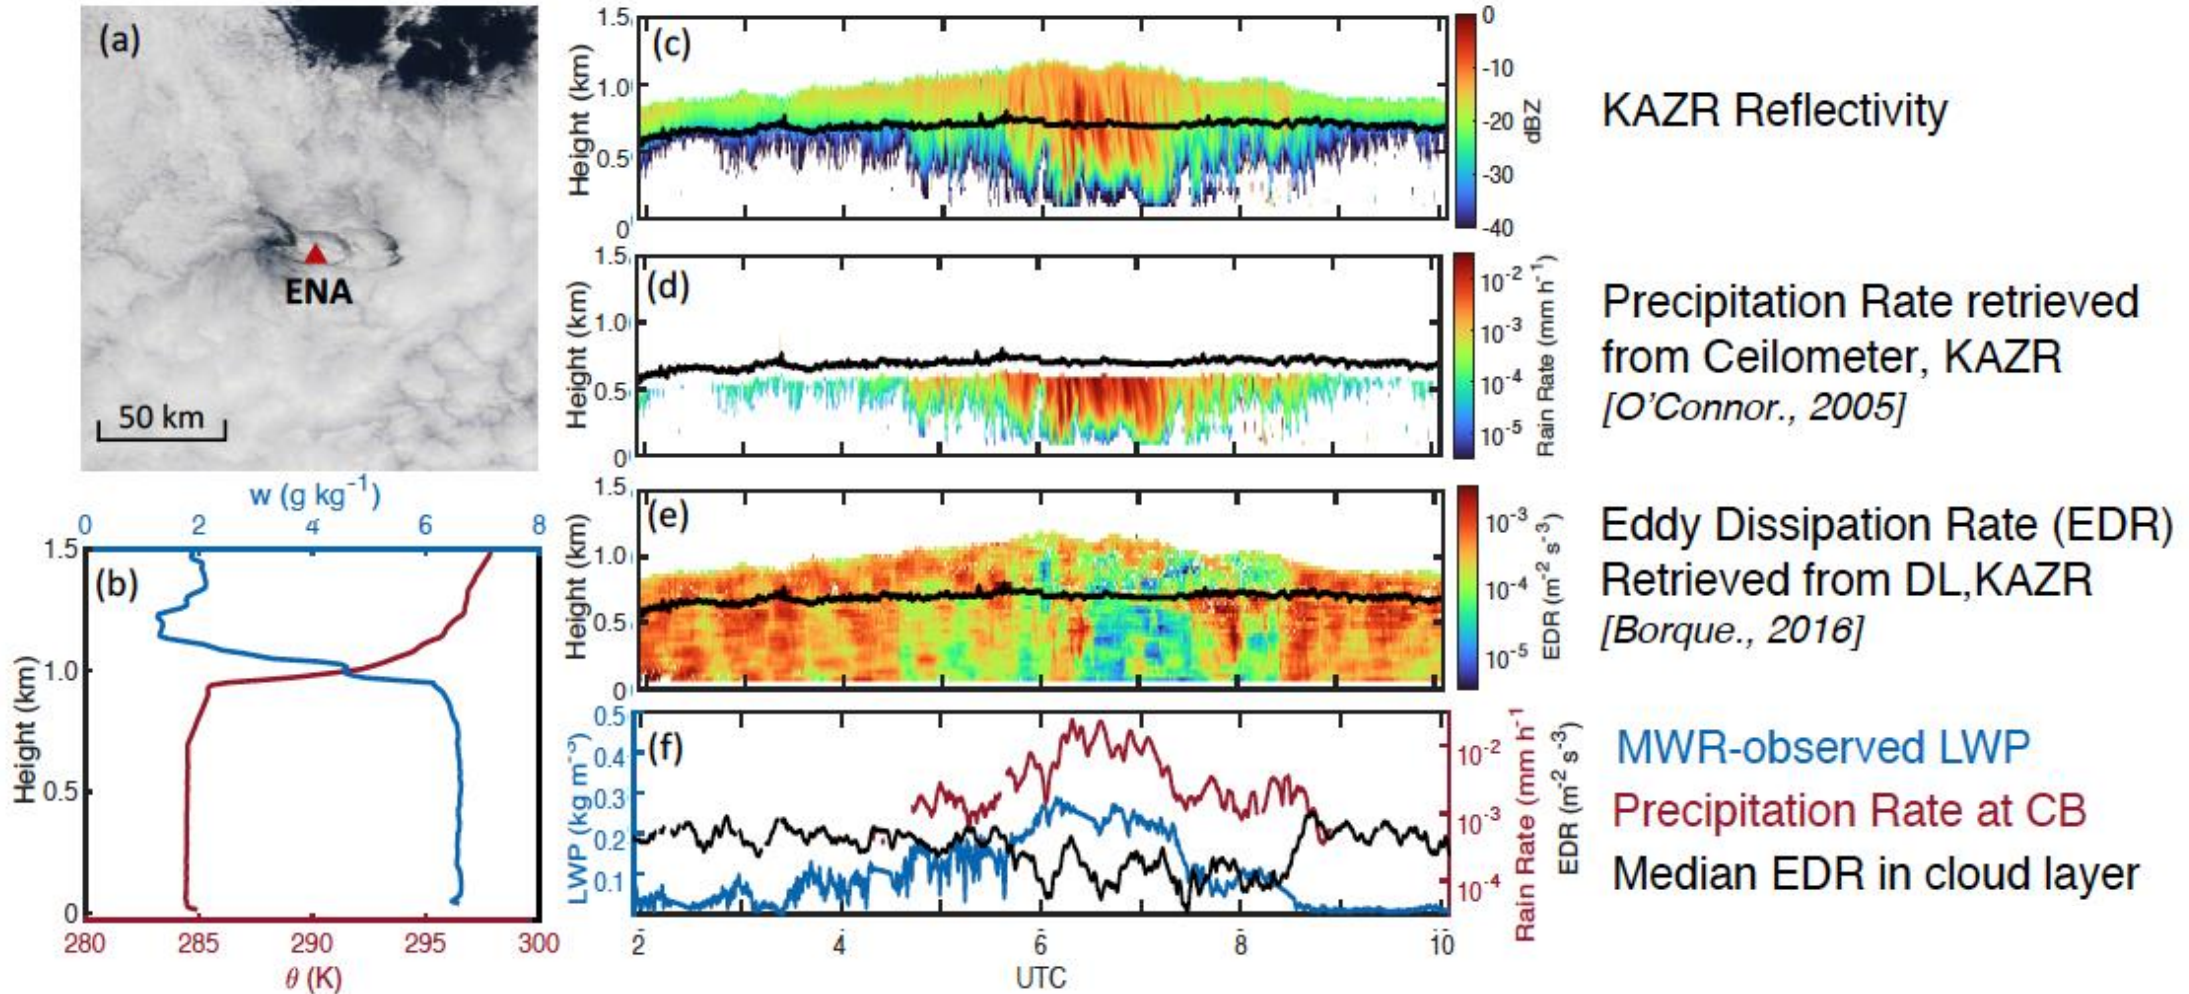 (a)
ENA
50 km
w (g kg⁻¹)
0 2 4 6 8
(b)
1.5
1.0
0.5
0
Height (km)
280 285 290 295 300
θ (K)
(c)
1.5
1.0
0.5
0
Height (km)
0
-10
-20
-30
-40
dBZ
KAZR Reflectivity
(d)
1.5
1.0
0.5
0
Height (km)
10⁻²
10⁻³
10⁻⁴
10⁻⁵
Rain Rate (mm h⁻¹)
Precipitation Rate retrieved
from Ceilometer, KAZR
[O'Connor., 2005]
(e)
1.5
1.0
0.5
0
Height (km)
10⁻³
10⁻⁴
10⁻⁵
EDR (m⁻² s⁻³)
Eddy Dissipation Rate (EDR)
Retrieved from DL,KAZR
[Borque., 2016]
(f)
0.5
0.4
0.3
0.2
0.1
LWP (kg m⁻³)
10⁻²
10⁻³
10⁻⁴
Rain Rate (mm h⁻¹)
EDR (m⁻² s⁻³)
2 4 6 8 10
UTC
MWR-observed LWP
Precipitation Rate at CB
Median EDR in cloud layer